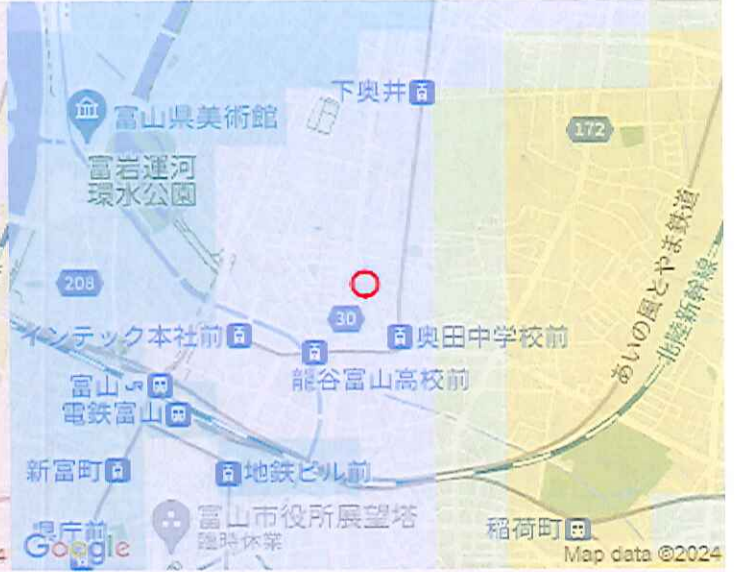 下奥井
富山県美術館
172
富岩運河
環水公園
あいの風とやま鉄道
北陸新幹線
208
30
インテック本社前
奥田中学校前
龍谷富山高校前
富山
電鉄富山
新富町
地鉄ビル前
富山市役所展望塔
臨時休業
稲荷町
県庁前
Google
Map data ©2024